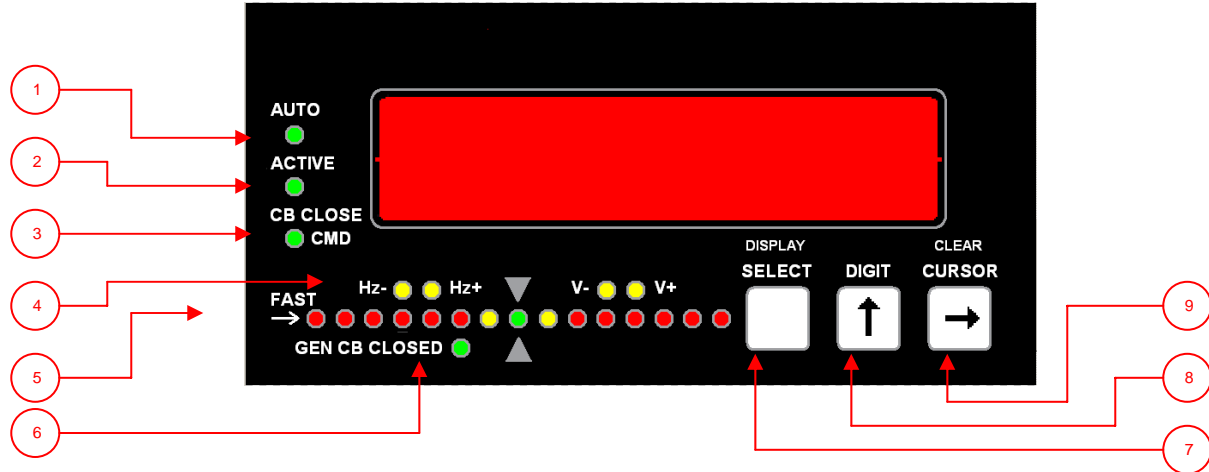 1
AUTO
2
ACTIVE
3
CB CLOSE
CMD
DISPLAY
CLEAR
SELECT
DIGIT
CURSOR
4
Hz- Hz+
V- V+
FAST
→
↑
→
9
GEN CB CLOSED
5
8
6
7